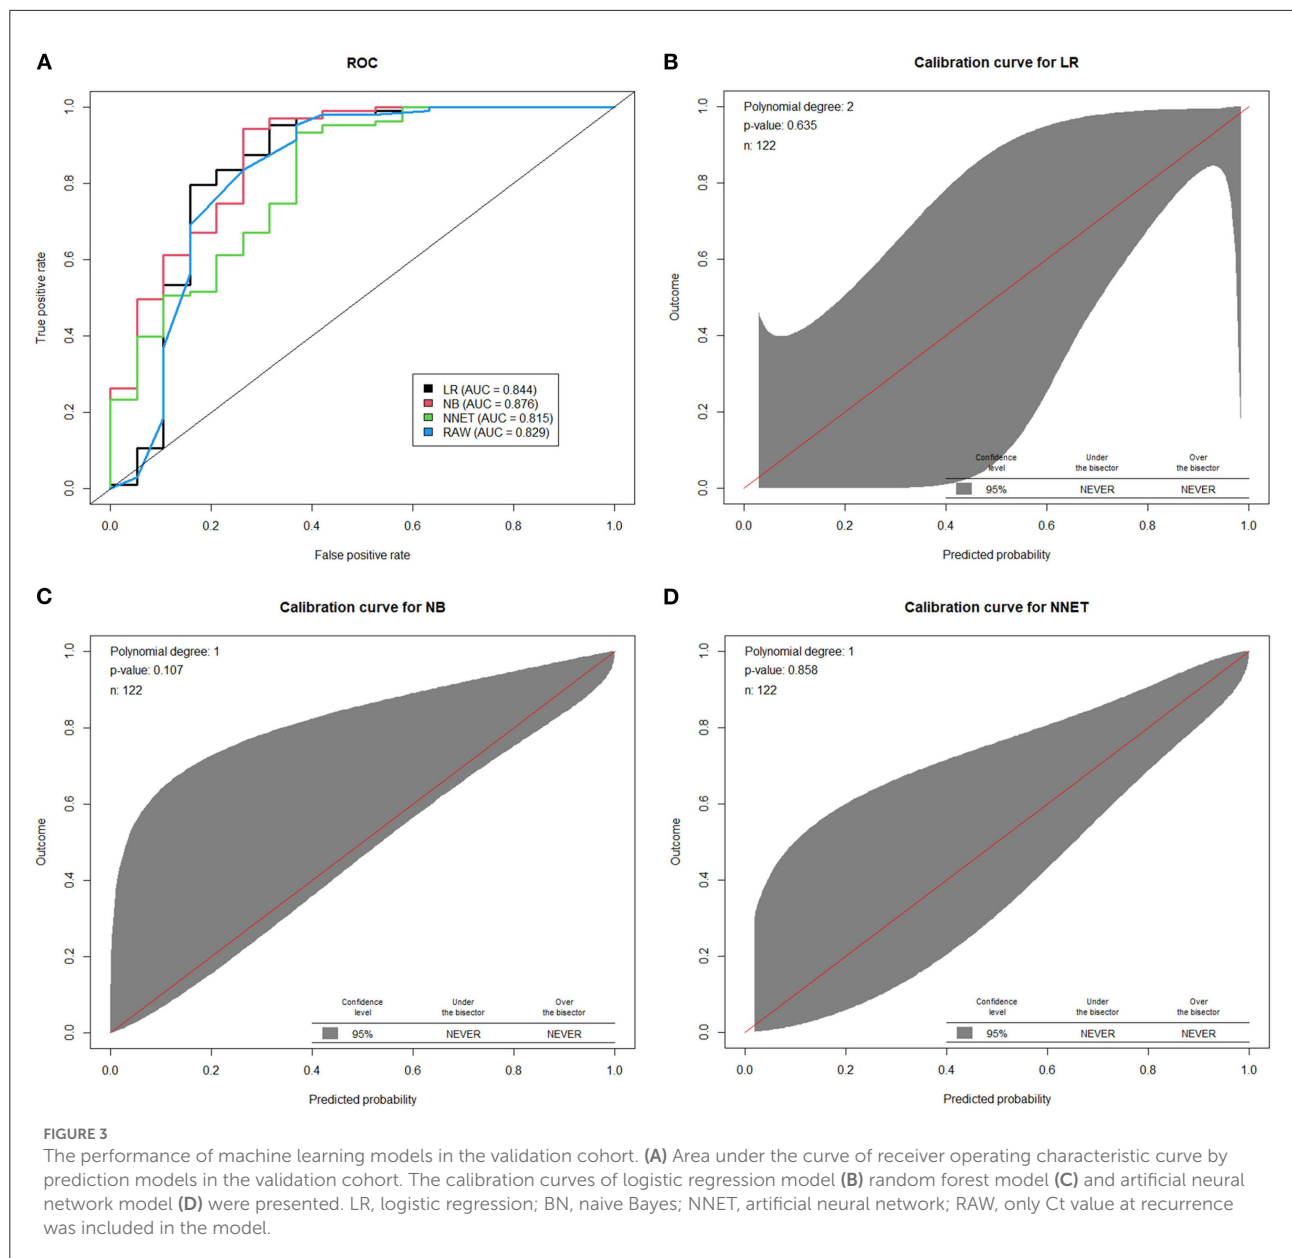 A
ROC
True positive rate
1.0
0.8
0.6
0.4
0.2
0.0
LR (AUC = 0.844)
NB (AUC = 0.876)
NNET (AUC = 0.815)
RAW (AUC = 0.829)
0.0 0.2 0.4 0.6 0.8 1.0
False positive rate
B
Calibration curve for LR
Polynomial degree: 2
p-value: 0.635
n: 122
Outcome
1.0
0.8
0.6
0.4
0.2
0.0
Confidence level Under the bisector Over the bisector
95% NEVER NEVER
0.0 0.2 0.4 0.6 0.8 1.0
Predicted probability
C
Calibration curve for NB
Polynomial degree: 1
p-value: 0.107
n: 122
Outcome
1.0
0.8
0.6
0.4
0.2
0.0
Confidence level Under the bisector Over the bisector
95% NEVER NEVER
0.0 0.2 0.4 0.6 0.8 1.0
Predicted probability
D
Calibration curve for NNET
Polynomial degree: 1
p-value: 0.858
n: 122
Outcome
1.0
0.8
0.6
0.4
0.2
0.0
Confidence level Under the bisector Over the bisector
95% NEVER NEVER
0.0 0.2 0.4 0.6 0.8 1.0
Predicted probability
FIGURE 3
The performance of machine learning models in the validation cohort. (A) Area under the curve of receiver operating characteristic curve by
prediction models in the validation cohort. The calibration curves of logistic regression model (B) random forest model (C) and artificial neural
network model (D) were presented. LR, logistic regression; BN, naive Bayes; NNET, artificial neural network; RAW, only Ct value at recurrence
was included in the model.